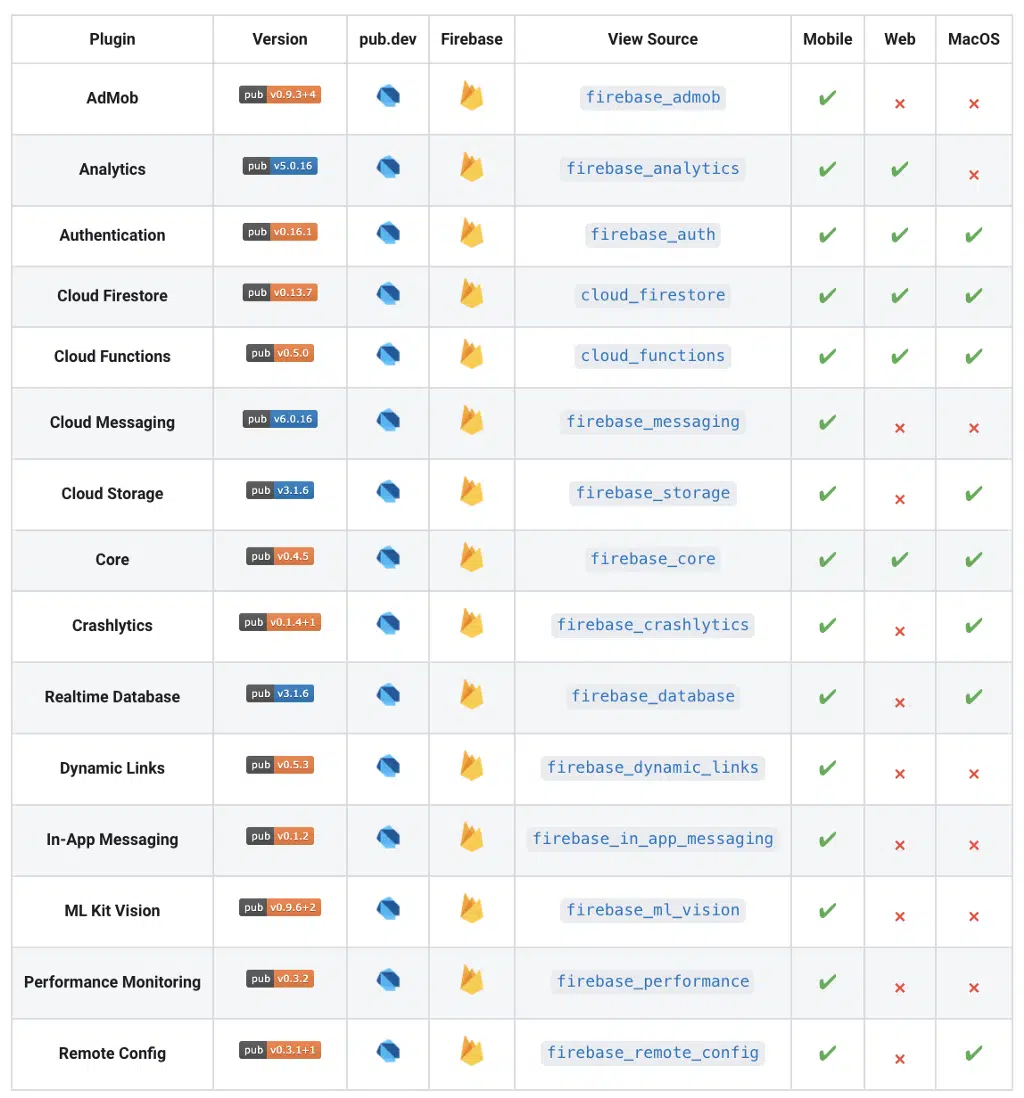 Plugin Version pub.dev Firebase View Source Mobile Web MacOS
AdMob pub v0.9.3+4 firebase_admob ✔ ✗ ✗
Analytics pub v5.0.16 firebase_analytics ✔ ✔ ✗
Authentication pub v0.16.1 firebase_auth ✔ ✔ ✔
Cloud Firestore pub v0.13.7 cloud_firestore ✔ ✔ ✔
Cloud Functions pub v0.5.0 cloud_functions ✔ ✔ ✔
Cloud Messaging pub v6.0.16 firebase_messaging ✔ ✗ ✗
Cloud Storage pub v3.1.6 firebase_storage ✔ ✗ ✔
Core pub v0.4.5 firebase_core ✔ ✔ ✔
Crashlytics pub v0.1.4+1 firebase_crashlytics ✔ ✗ ✔
Realtime Database pub v3.1.6 firebase_database ✔ ✗ ✔
Dynamic Links pub v0.5.3 firebase_dynamic_links ✔ ✗ ✗
In-App Messaging pub v0.1.2 firebase_in_app_messaging ✔ ✗ ✗
ML Kit Vision pub v0.9.6+2 firebase_ml_vision ✔ ✗ ✗
Performance Monitoring pub v0.3.2 firebase_performance ✔ ✗ ✗
Remote Config pub v0.3.1+1 firebase_remote_config ✔ ✗ ✔